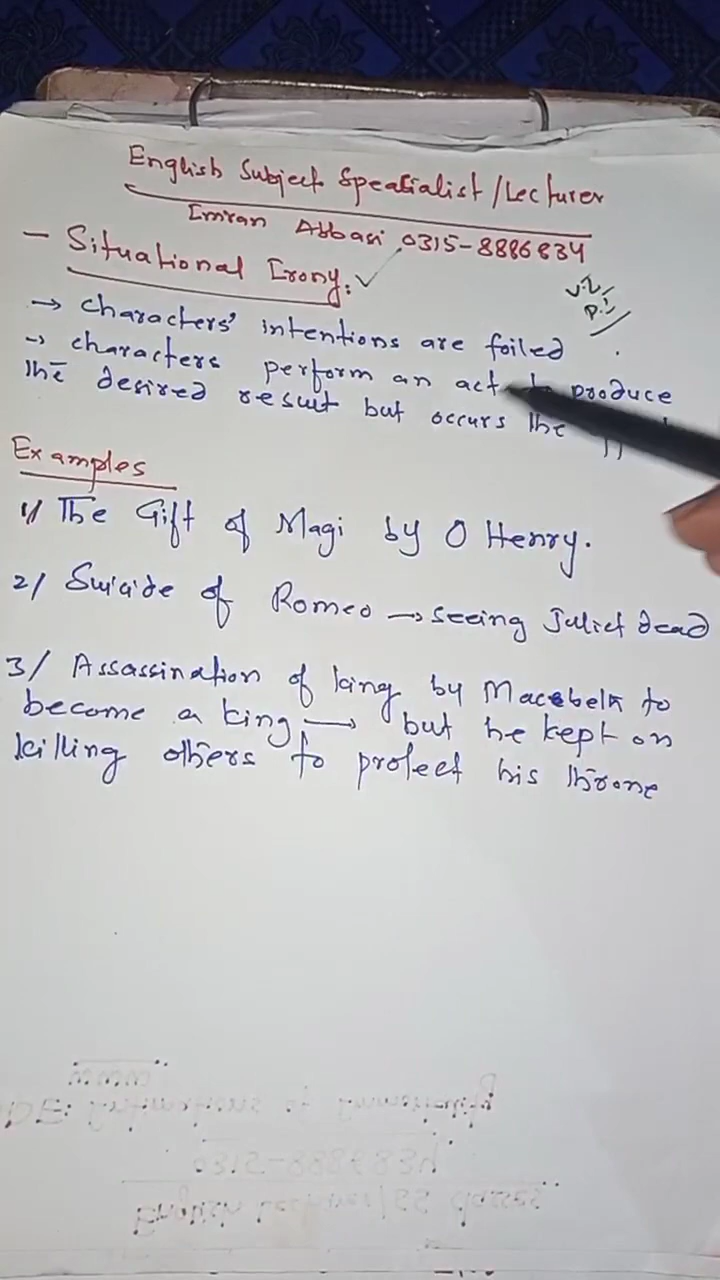 English Subject Specialist/Lecturer
Imran Abbasi 0315-8886834
- Situational Irony:
V.I.
P.!
→ characters' intentions are foiled
→ characters perform an act to produce
the desired result but occurs the
Examples
1/ The Gift of Magi by O Henry.
2/ Suicide of Romeo → seeing Juliet dead
3/ Assassination of king by Macbeth to
become a king → but he kept on
killing others to protect his throne